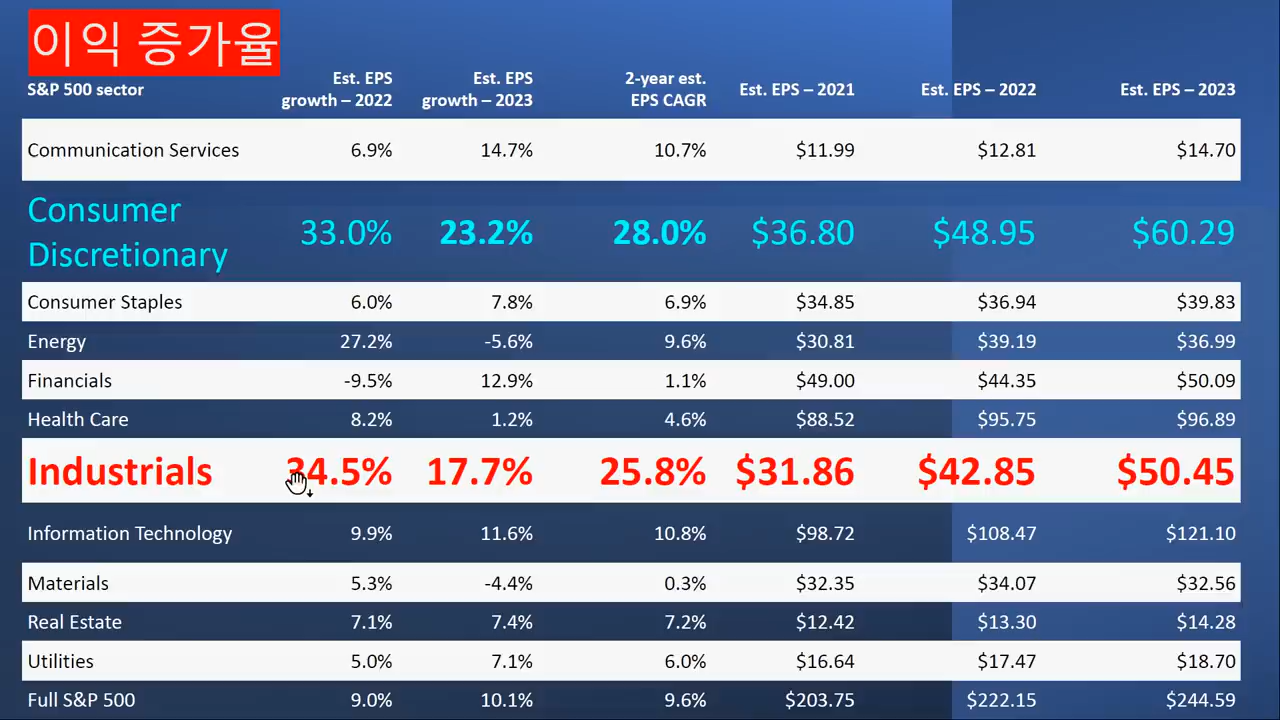 이익 증가율
S&P 500 sector Est. EPS growth – 2022 Est. EPS growth – 2023 2-year est. EPS CAGR Est. EPS – 2021 Est. EPS – 2022 Est. EPS – 2023
Communication Services 6.9% 14.7% 10.7% $11.99 $12.81 $14.70
Consumer Discretionary 33.0% 23.2% 28.0% $36.80 $48.95 $60.29
Consumer Staples 6.0% 7.8% 6.9% $34.85 $36.94 $39.83
Energy 27.2% -5.6% 9.6% $30.81 $39.19 $36.99
Financials -9.5% 12.9% 1.1% $49.00 $44.35 $50.09
Health Care 8.2% 1.2% 4.6% $88.52 $95.75 $96.89
Industrials 34.5% 17.7% 25.8% $31.86 $42.85 $50.45
Information Technology 9.9% 11.6% 10.8% $98.72 $108.47 $121.10
Materials 5.3% -4.4% 0.3% $32.35 $34.07 $32.56
Real Estate 7.1% 7.4% 7.2% $12.42 $13.30 $14.28
Utilities 5.0% 7.1% 6.0% $16.64 $17.47 $18.70
Full S&P 500 9.0% 10.1% 9.6% $203.75 $222.15 $244.59